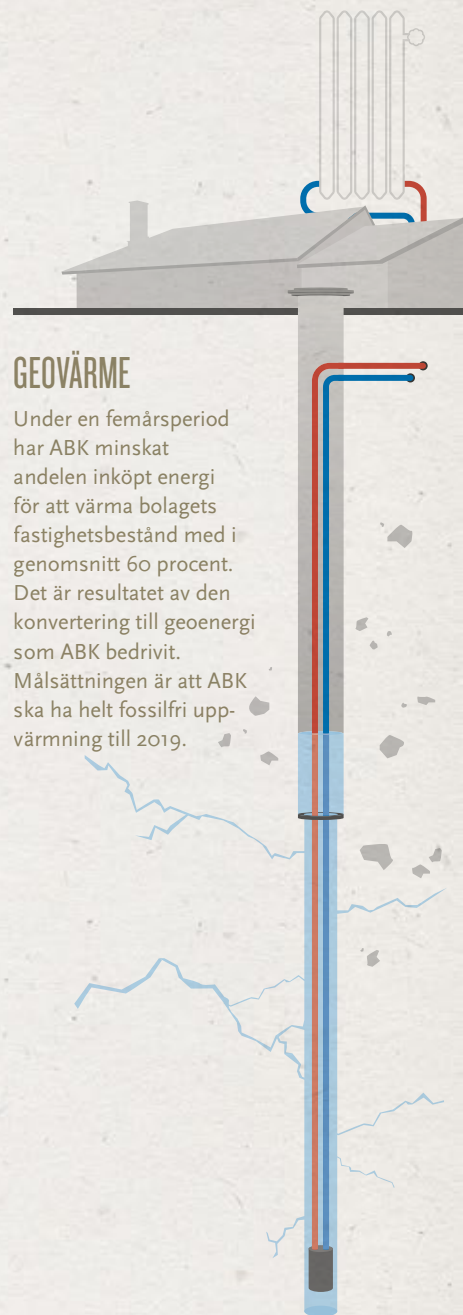 GEOVÄRME
Under en femårsperiod
har ABK minskat
andelen inköpt energi
för att värma bolagets
fastighetsbestånd med i
genomsnitt 60 procent.
Det är resultatet av den
konvertering till geoenergi
som ABK bedrivit.
Målsättningen är att ABK
ska ha helt fossilfri upp-
värmning till 2019.